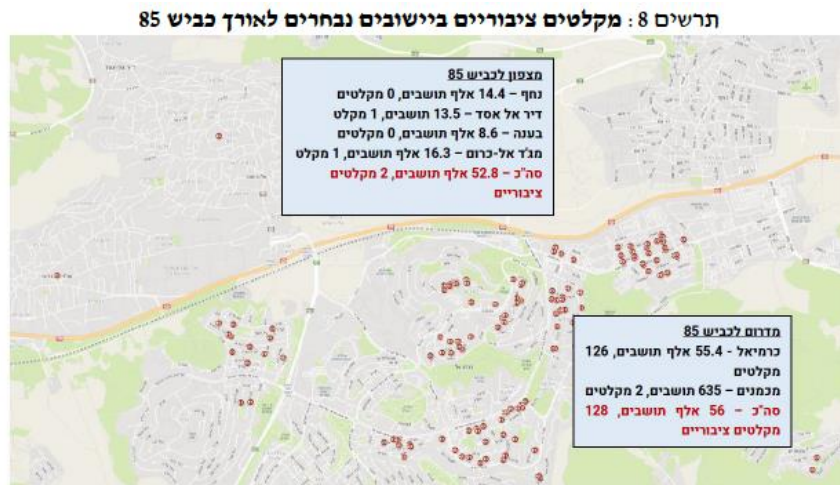 תרשים 8: מקלטים ציבוריים ביישובים נבחרים לאורך כביש 85
מצפון לכביש 85
נחף – 14.4 אלף תושבים, 0 מקלטים
דיר אל אסד – 13.5 תושבים, 1 מקלט
בענה – 8.6 אלף תושבים, 0 מקלטים
מג'ד אל-כרום – 16.3 אלף תושבים, 1 מקלט
סה"כ – 52.8 אלף תושבים, 2 מקלטים
ציבוריים
מדרום לכביש 85
כרמיאל - 55.4 אלף תושבים, 126
מקלטים
מכמנים – 635 תושבים, 2 מקלטים
סה"כ – 56 אלף תושבים, 128
מקלטים ציבוריים